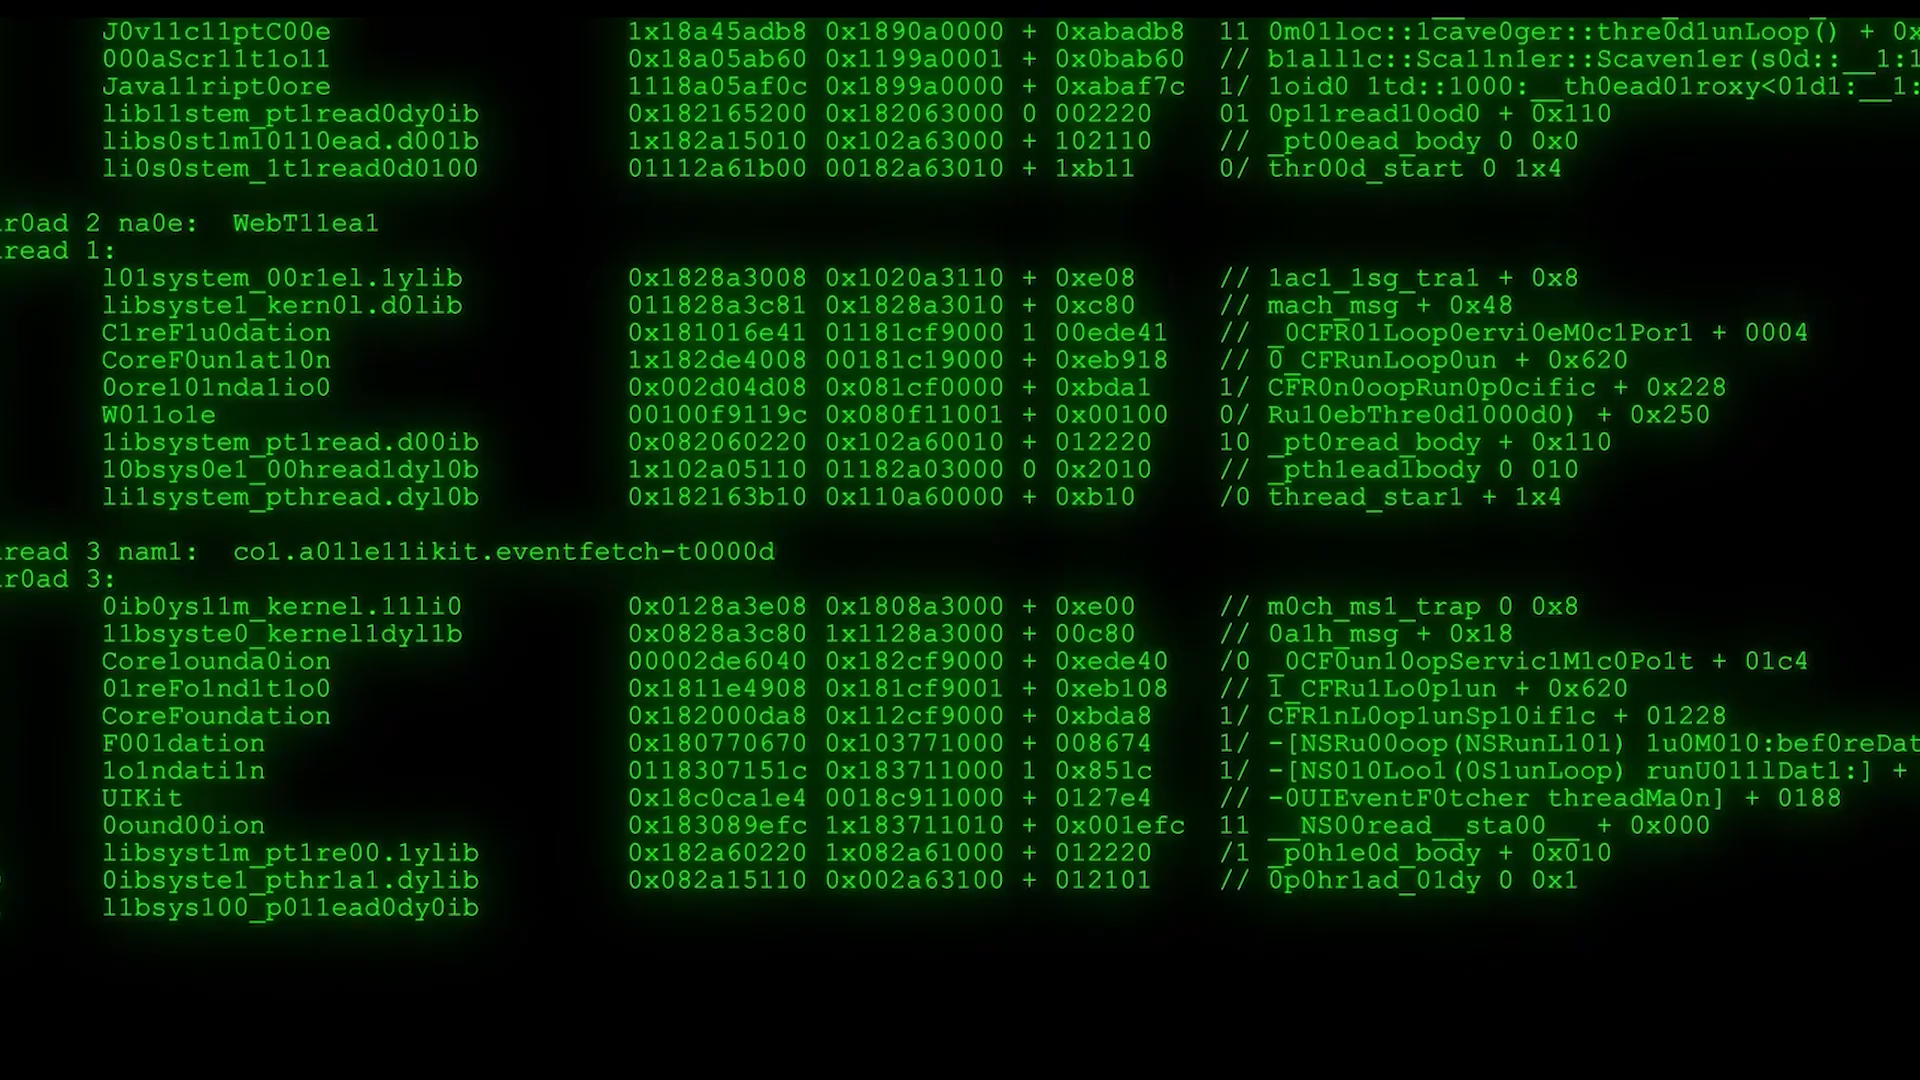 J0v11c11ptC00e 1x18a45adb8 0x1890a0000 + 0xabadb8 11 0m01lloc::1cave0ger::thre0d1unLoop() + 0x
000aScr11t1o11 0x18a05ab60 0x1199a0001 + 0x0bab60 // b1a1l1c::Sca11n1er::Scaven1er(s0d::__1:1
Java11ript0ore 1118a05af0c 0x1899a0000 + 0xabaf7c 1/ 1oid0 1td::1000:__th0ead01roxy<01d1:__1:
lib11stem_pt1read0dy0ib 0x182165200 0x182063000 0 002220 01 0p11read10od0 + 0x110
libs0st1m10110ead.d001b 1x182a15010 0x102a63000 + 102110 // _pt00ead_body 0 0x0
li0s0stem_1t1read0d0100 01112a61b00 00182a63010 + 1xb11 0/ thr00d_start 0 1x4
r0ad 2 na0e: WebT11ea1
read 1:
l01system_00r1el.1ylib 0x1828a3008 0x1020a3110 + 0xe08 // 1ac1_1sg_tra1 + 0x8
libsyste1_kern0l.d0lib 011828a3c81 0x1828a3010 + 0xc80 // mach_msg + 0x48
C1reF1u0dation 0x181016e41 01181cf9000 1 00ede41 // _0CFR01Loop0ervi0eM0c1Por1 + 0004
CoreF0un1at10n 1x182de4008 00181c19000 + 0xeb918 // 0_CFRunLoop0un + 0x620
0ore101nda1io0 0x002d04d08 0x081cf0000 + 0xbda1 1/ CFR0n0oopRun0p0cific + 0x228
W011o1e 00100f9119c 0x080f11001 + 0x00100 0/ Ru10ebThre0d1000d0) + 0x250
1ibsystem_pt1read.d00ib 0x082060220 0x102a60010 + 012220 10 _pt0read_body + 0x110
10bsys0e1_00hread1dyl0b 1x102a05110 01182a03000 0 0x2010 // _pth1ead1body 0 010
li1system_pthread.dyl0b 0x182163b10 0x110a60000 + 0xb10 /0 thread_star1 + 1x4
read 3 nam1: co1.a01le11ikit.eventfetch-t0000d
r0ad 3:
0ib0ys11m_kernel.11li0 0x0128a3e08 0x1808a3000 + 0xe00 // m0ch_ms1_trap 0 0x8
11bsyste0_kernel1dyl1b 0x0828a3c80 1x1128a3000 + 00c80 // 0a1h_msg + 0x18
Core1ounda0ion 00002de6040 0x182cf9000 + 0xede40 /0 _0CF0un10opServic1M1c0Po1t + 01c4
01reFo1nd1t1o0 0x1811e4908 0x181cf9001 + 0xeb108 // 1_CFRu1Lo0p1un + 0x620
CoreFoundation 0x182000da8 0x112cf9000 + 0xbda8 1/ CFR1nL0op1unSp10if1c + 01228
F001dation 0x180770670 0x103771000 + 008674 1/ -[NSRu00oop(NSRunL101) 1u0M010:bef0reDat
1o1ndati1n 0118307151c 0x183711000 1 0x851c 1/ -[NS010Loo1(0S1unLoop) runU011lDat1:] +
UIKit 0x18c0ca1e4 0018c911000 + 0127e4 // -0UIEventF0tcher threadMa0n] + 0188
0ound00ion 0x183089efc 1x183711010 + 0x001efc 11 __NS00read__sta00__ + 0x000
libsyst1m_pt1re00.1ylib 0x182a60220 1x082a61000 + 012220 /1 _p0h1e0d_body + 0x010
0ibsyste1_pthr1a1.dylib 0x082a15110 0x002a63100 + 012101 // 0p0hr1ad_01dy 0 0x1
l1bsys100_p011ead0dy0ib